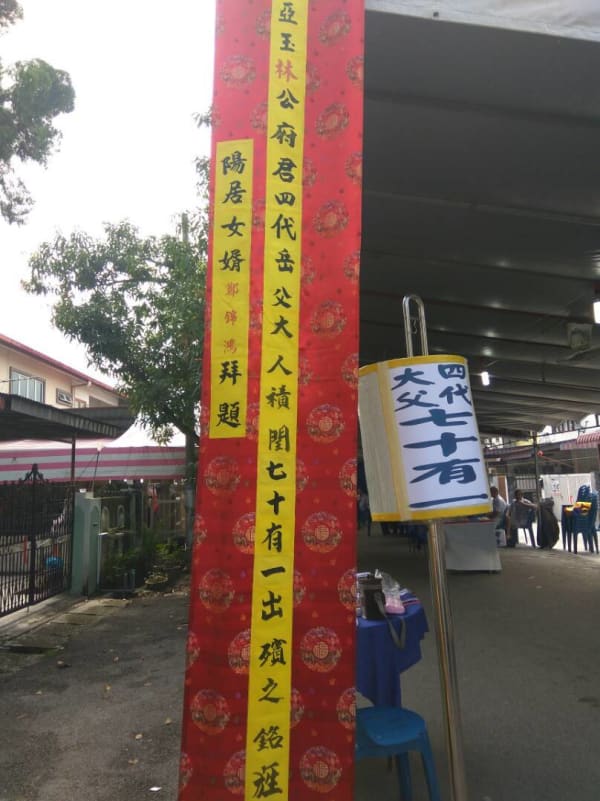 亞玉林公府君四代岳父大人積閏七十有一出殯之銘旌
陽居女婿鄭錦鴻拜題
四代
大父
七十有一